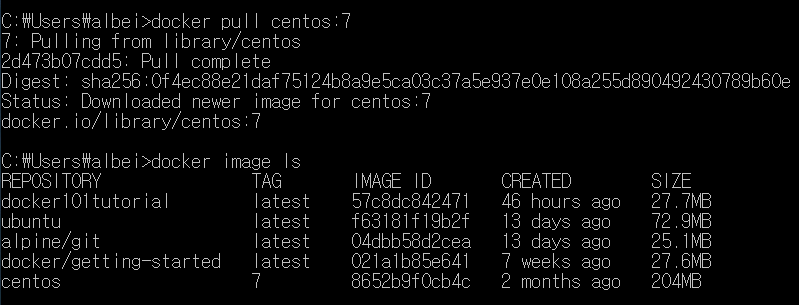 C:₩Users₩albei>docker pull centos:7
7: Pulling from library/centos
2d473b07cdd5: Pull complete
Digest: sha256:0f4ec88e21daf75124b8a9e5ca03c37a5e937e0e108a255d890492430789b60e
Status: Downloaded newer image for centos:7
docker.io/library/centos:7
C:₩Users₩albei>docker image ls
REPOSITORY TAG IMAGE ID CREATED SIZE
docker101tutorial latest 57c8dc842471 46 hours ago 27.7MB
ubuntu latest f63181f19b2f 13 days ago 72.9MB
alpine/git latest 04dbb58d2cea 13 days ago 25.1MB
docker/getting-started latest 021a1b85e641 7 weeks ago 27.6MB
centos 7 8652b9f0cb4c 2 months ago 204MB